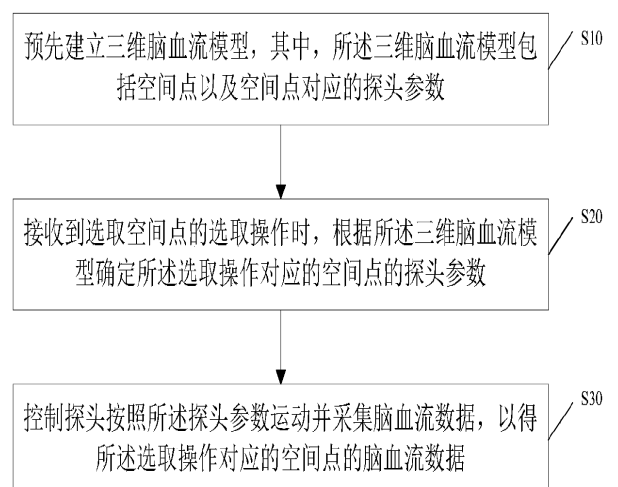 预先建立三维脑血流模型，其中，所述三维脑血流模型包
括空间点以及空间点对应的探头参数
S10
接收到选取空间点的选取操作时，根据所述三维脑血流模
型确定所述选取操作对应的空间点的探头参数
S20
控制探头按照所述探头参数运动并采集脑血流数据，以得
所述选取操作对应的空间点的脑血流数据
S30